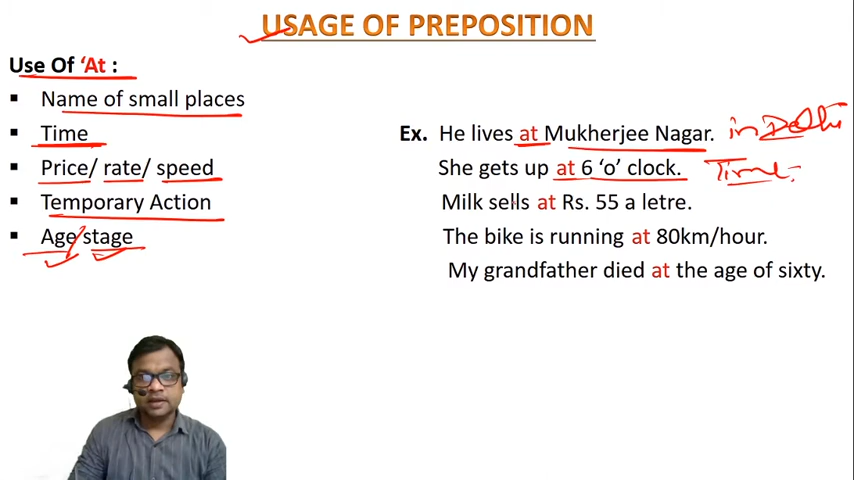 USAGE OF PREPOSITION
Use Of ‘At :
▪ Name of small places
▪ Time
▪ Price/ rate/ speed
▪ Temporary Action
▪ Age/stage
Ex. He lives at Mukherjee Nagar. in Delhi
She gets up at 6 ‘o’ clock. Time
Milk sells at Rs. 55 a letre.
The bike is running at 80km/hour.
My grandfather died at the age of sixty.